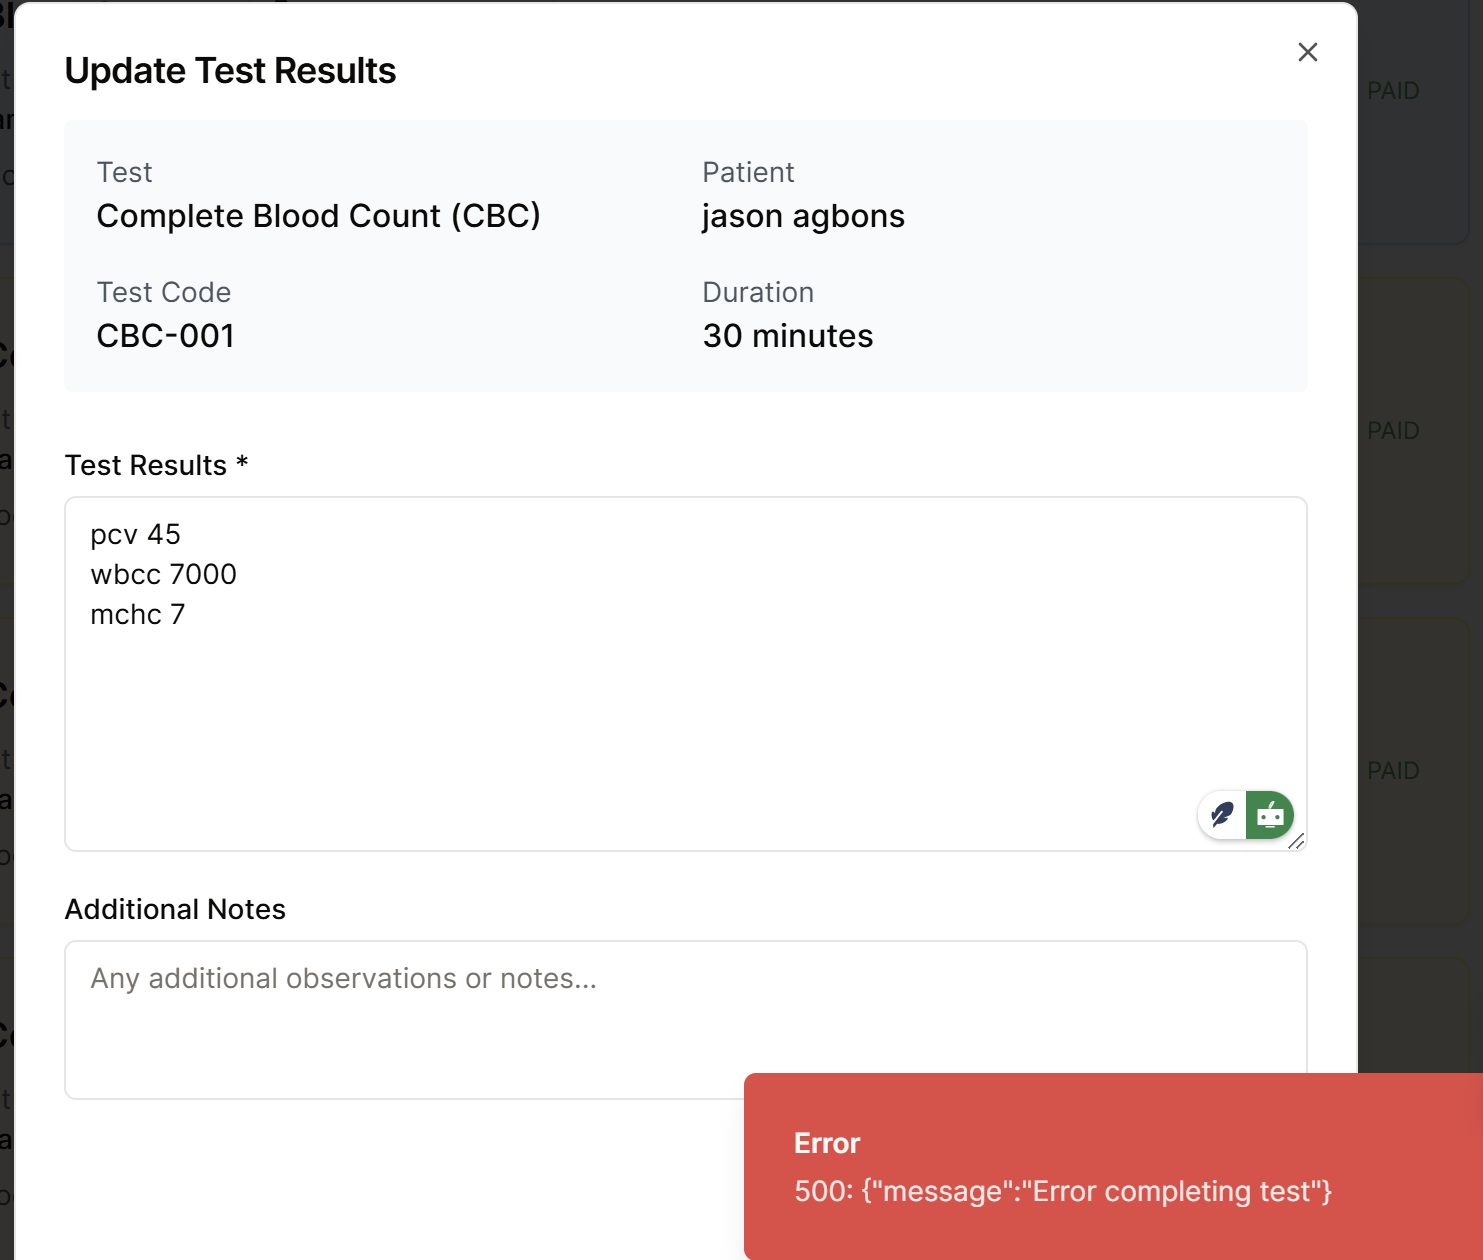 Update Test Results
PAID
Test
Patient
Complete Blood Count (CBC)
jason agbons
Test Code
Duration
CBC-001
30 minutes
PAID
Test Results *
pcv 45
wbcc 7000
mchc 7
PAID
Additional Notes
Any additional observations or notes...
Error
500: {"message":"Error completing test"}